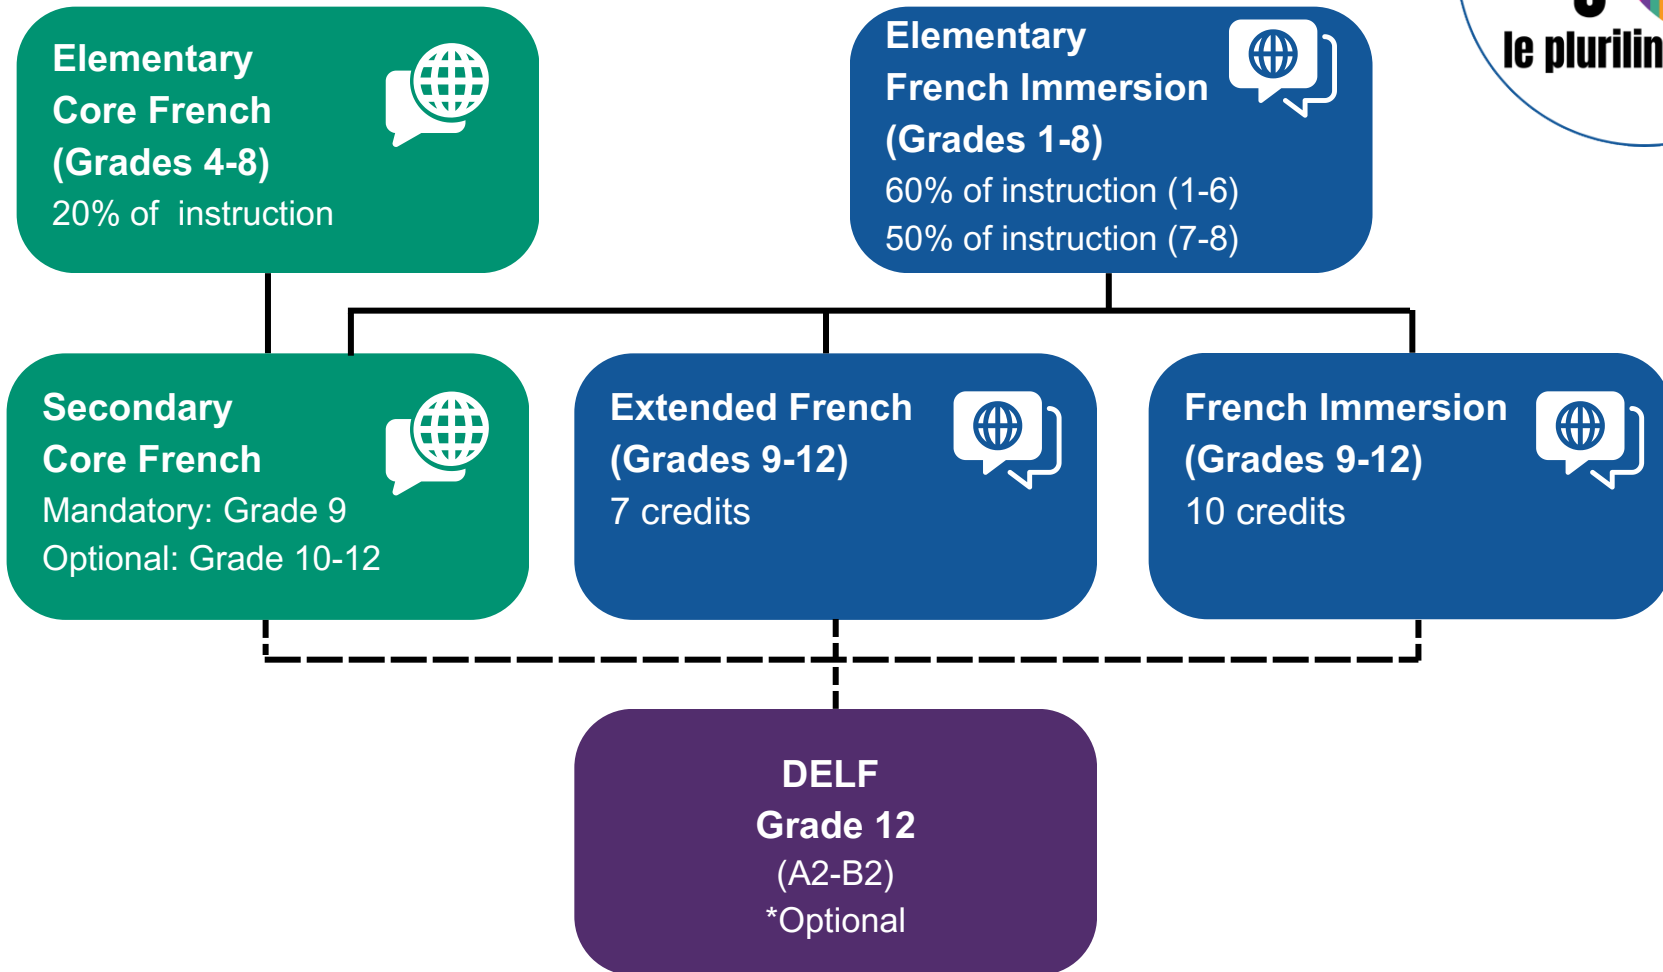 Elementary
Core French
(Grades 4-8)
20% of instruction
Elementary
French Immersion
(Grades 1-8)
60% of instruction (1-6)
50% of instruction (7-8)
le
Secondary
Core French
Mandatory: Grade 9
Optional: Grade 10-12
Extended French
(Grades 9-12)
7 credits
French Immersion
(Grades 9-12)
10 credits
DELF
Grade 12
(A2-B2)
*Optional